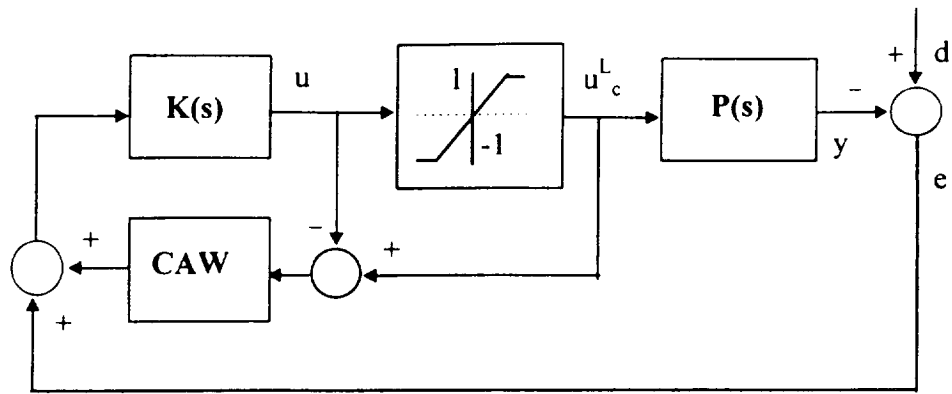 + d
u 1 u^L_c −
K(s) P(s)
-1 y
e
− +
+ CAW
+